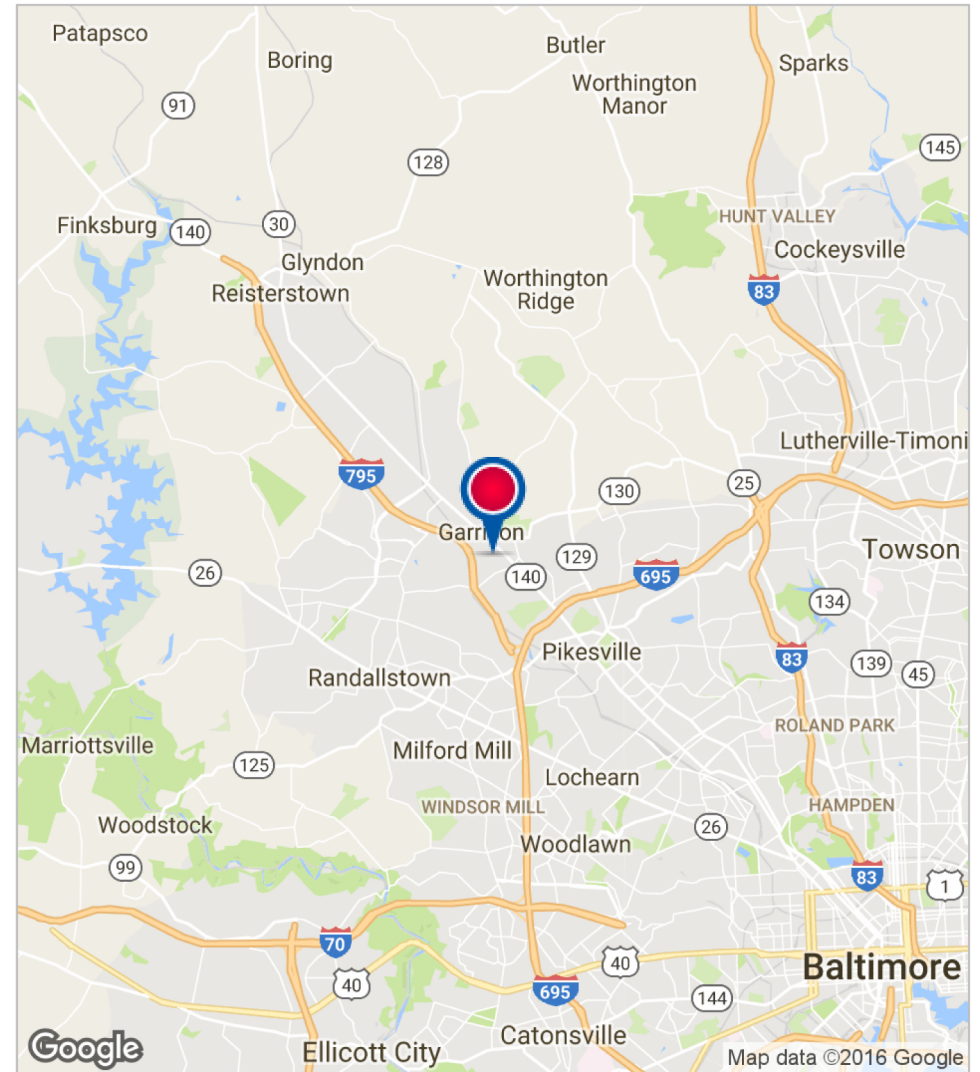 Patapsco
Boring
Butler
Sparks
Worthington
Manor
91
128
145
Finksburg
140
30
HUNT VALLEY
Cockeysville
Glyndon
Reisterstown
Worthington
Ridge
83
Lutherville-Timoni
795
130
25
Garrison
129
Towson
26
140
695
134
Pikesville
83
139
45
Randallstown
ROLAND PARK
Marriottsville
Milford Mill
125
Lochearn
WINDSOR MILL
HAMPDEN
Woodstock
26
Woodlawn
99
83
1
70
40
40
Baltimore
695
144
Catonsville
Google
Ellicott City
Map data ©2016 Google